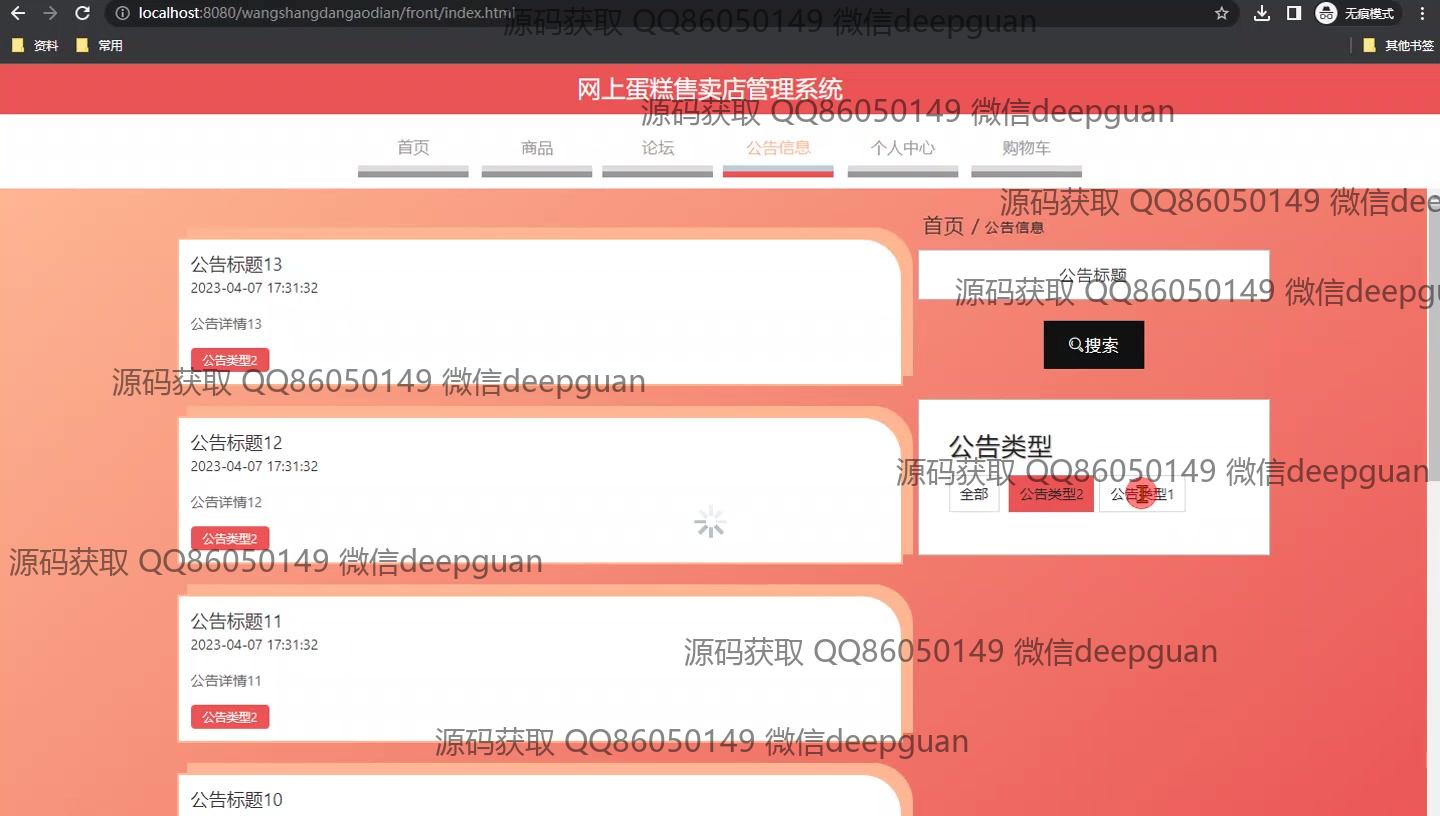 localhost:8080/wangshangdangaodian/front/index.html
无痕模式
资料
常用
其他书签
源码获取 QQ86050149 微信deepguan
网上蛋糕售卖店管理系统
源码获取 QQ86050149 微信deepguan
首页
商品
论坛
公告信息
个人中心
购物车
源码获取 QQ86050149 微信dee
首页 / 公告信息
公告标题13
2023-04-07 17:31:32
公告详情13
公告类型2
公告标题
源码获取 QQ86050149 微信deepgu
搜索
源码获取 QQ86050149 微信deepguan
公告标题12
2023-04-07 17:31:32
公告详情12
公告类型2
公告类型
源码获取 QQ86050149 微信deepguan
全部
公告类型2
公告类型1
源码获取 QQ86050149 微信deepguan
公告标题11
2023-04-07 17:31:32
公告详情11
公告类型2
源码获取 QQ86050149 微信deepguan
源码获取 QQ86050149 微信deepguan
公告标题10